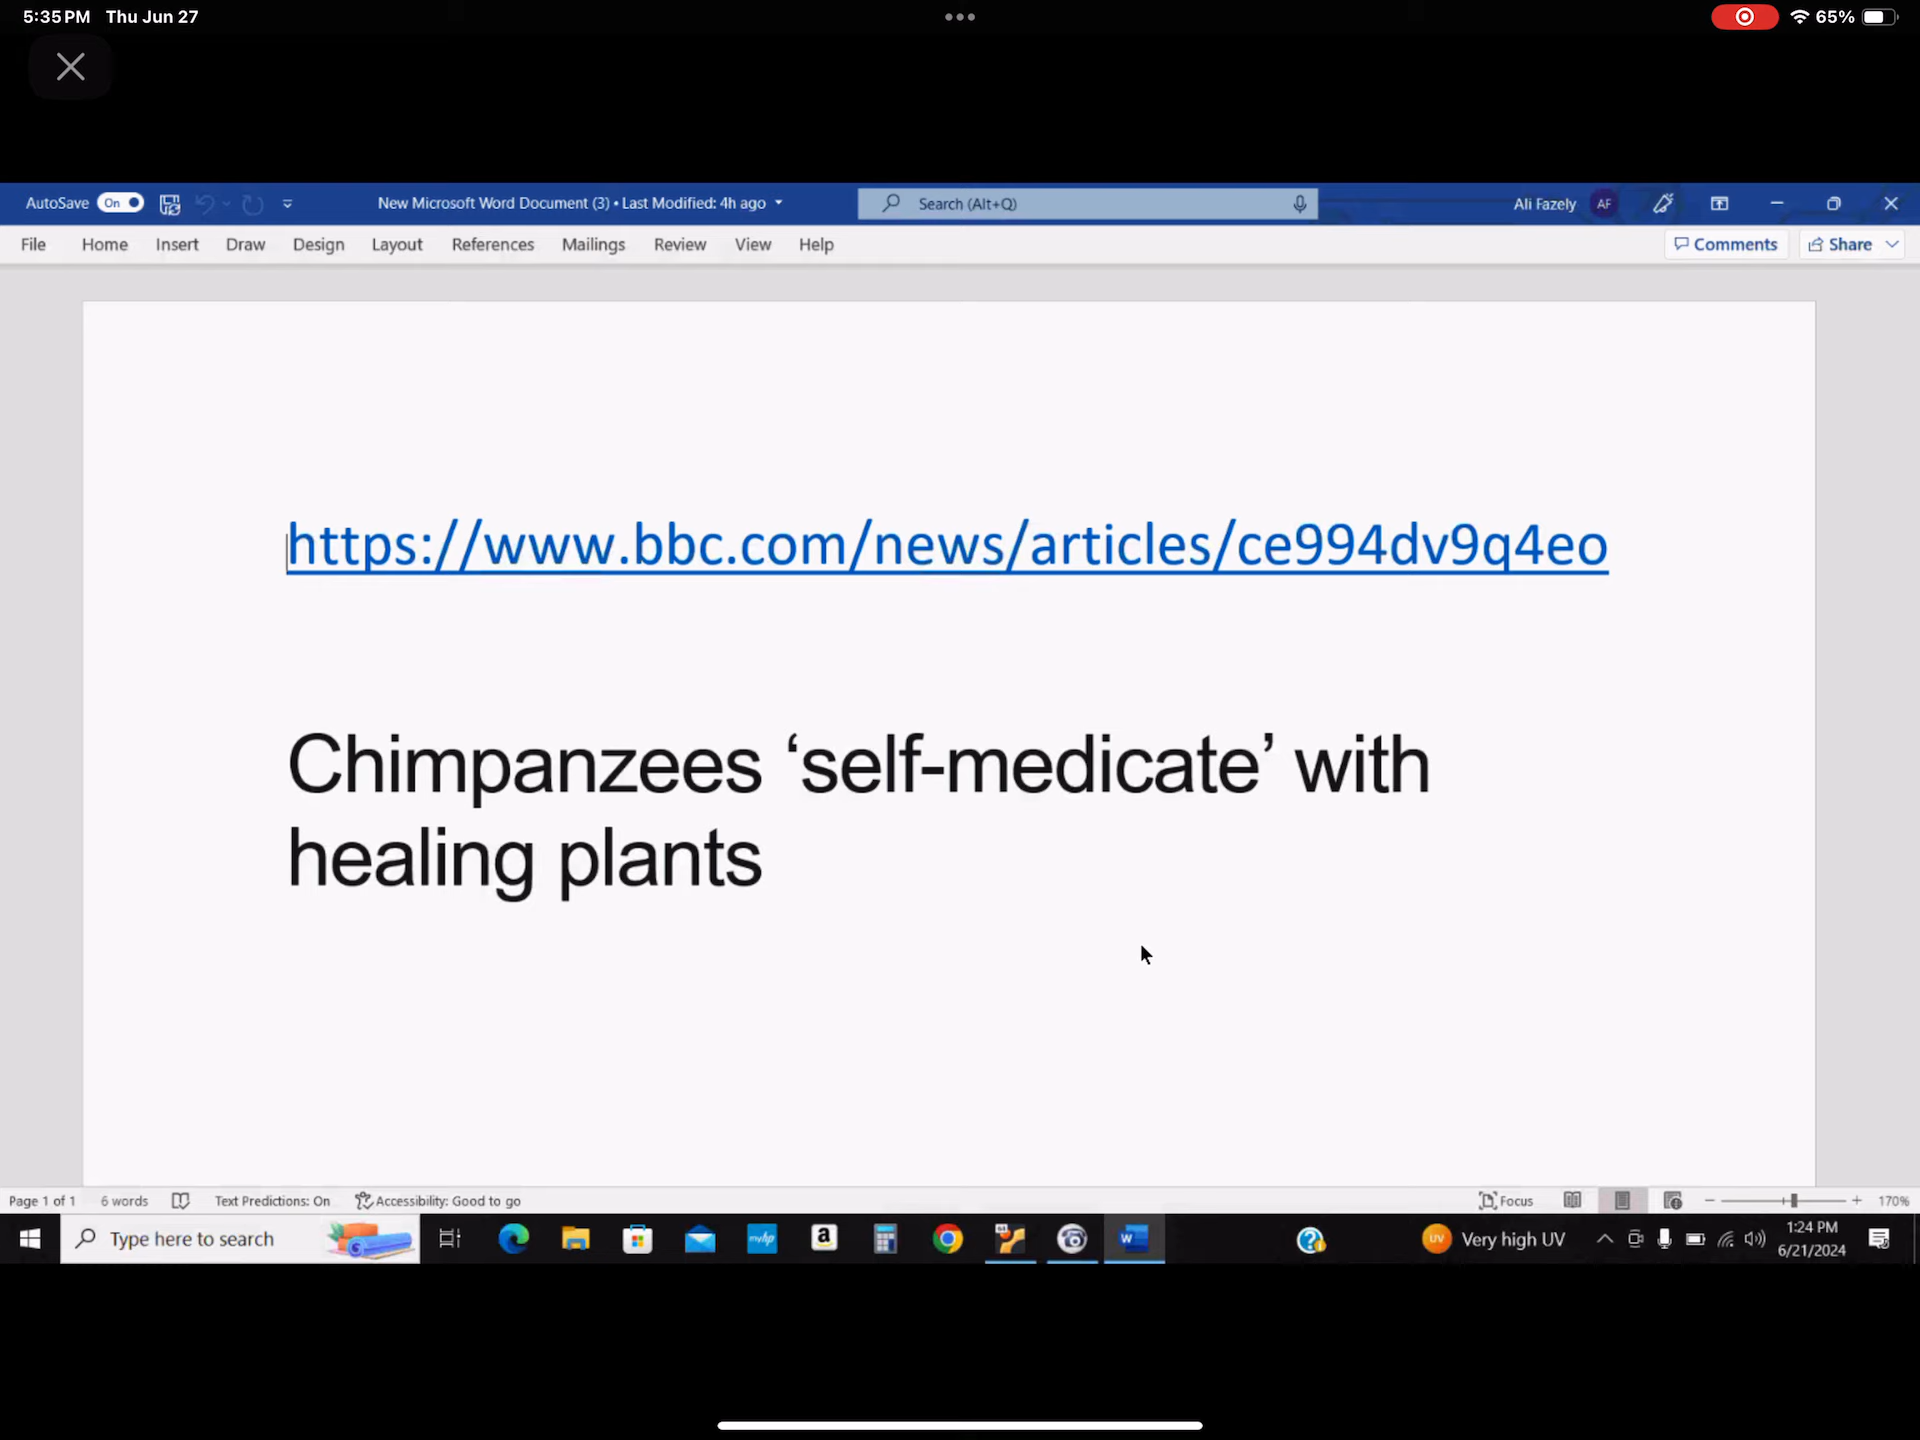 5:35 PM Thu Jun 27
65%
AutoSave On
New Microsoft Word Document (3) • Last Modified: 4h ago
Search (Alt+Q)
Ali Fazely AF
File Home Insert Draw Design Layout References Mailings Review View Help
Comments Share
https://www.bbc.com/news/articles/ce994dv9q4eo
Chimpanzees ‘self-medicate’ with
healing plants
Page 1 of 1 6 words Text Predictions: On Accessibility: Good to go
Focus 170%
Type here to search
myhp
a
W
UV Very high UV
1:24 PM
6/21/2024